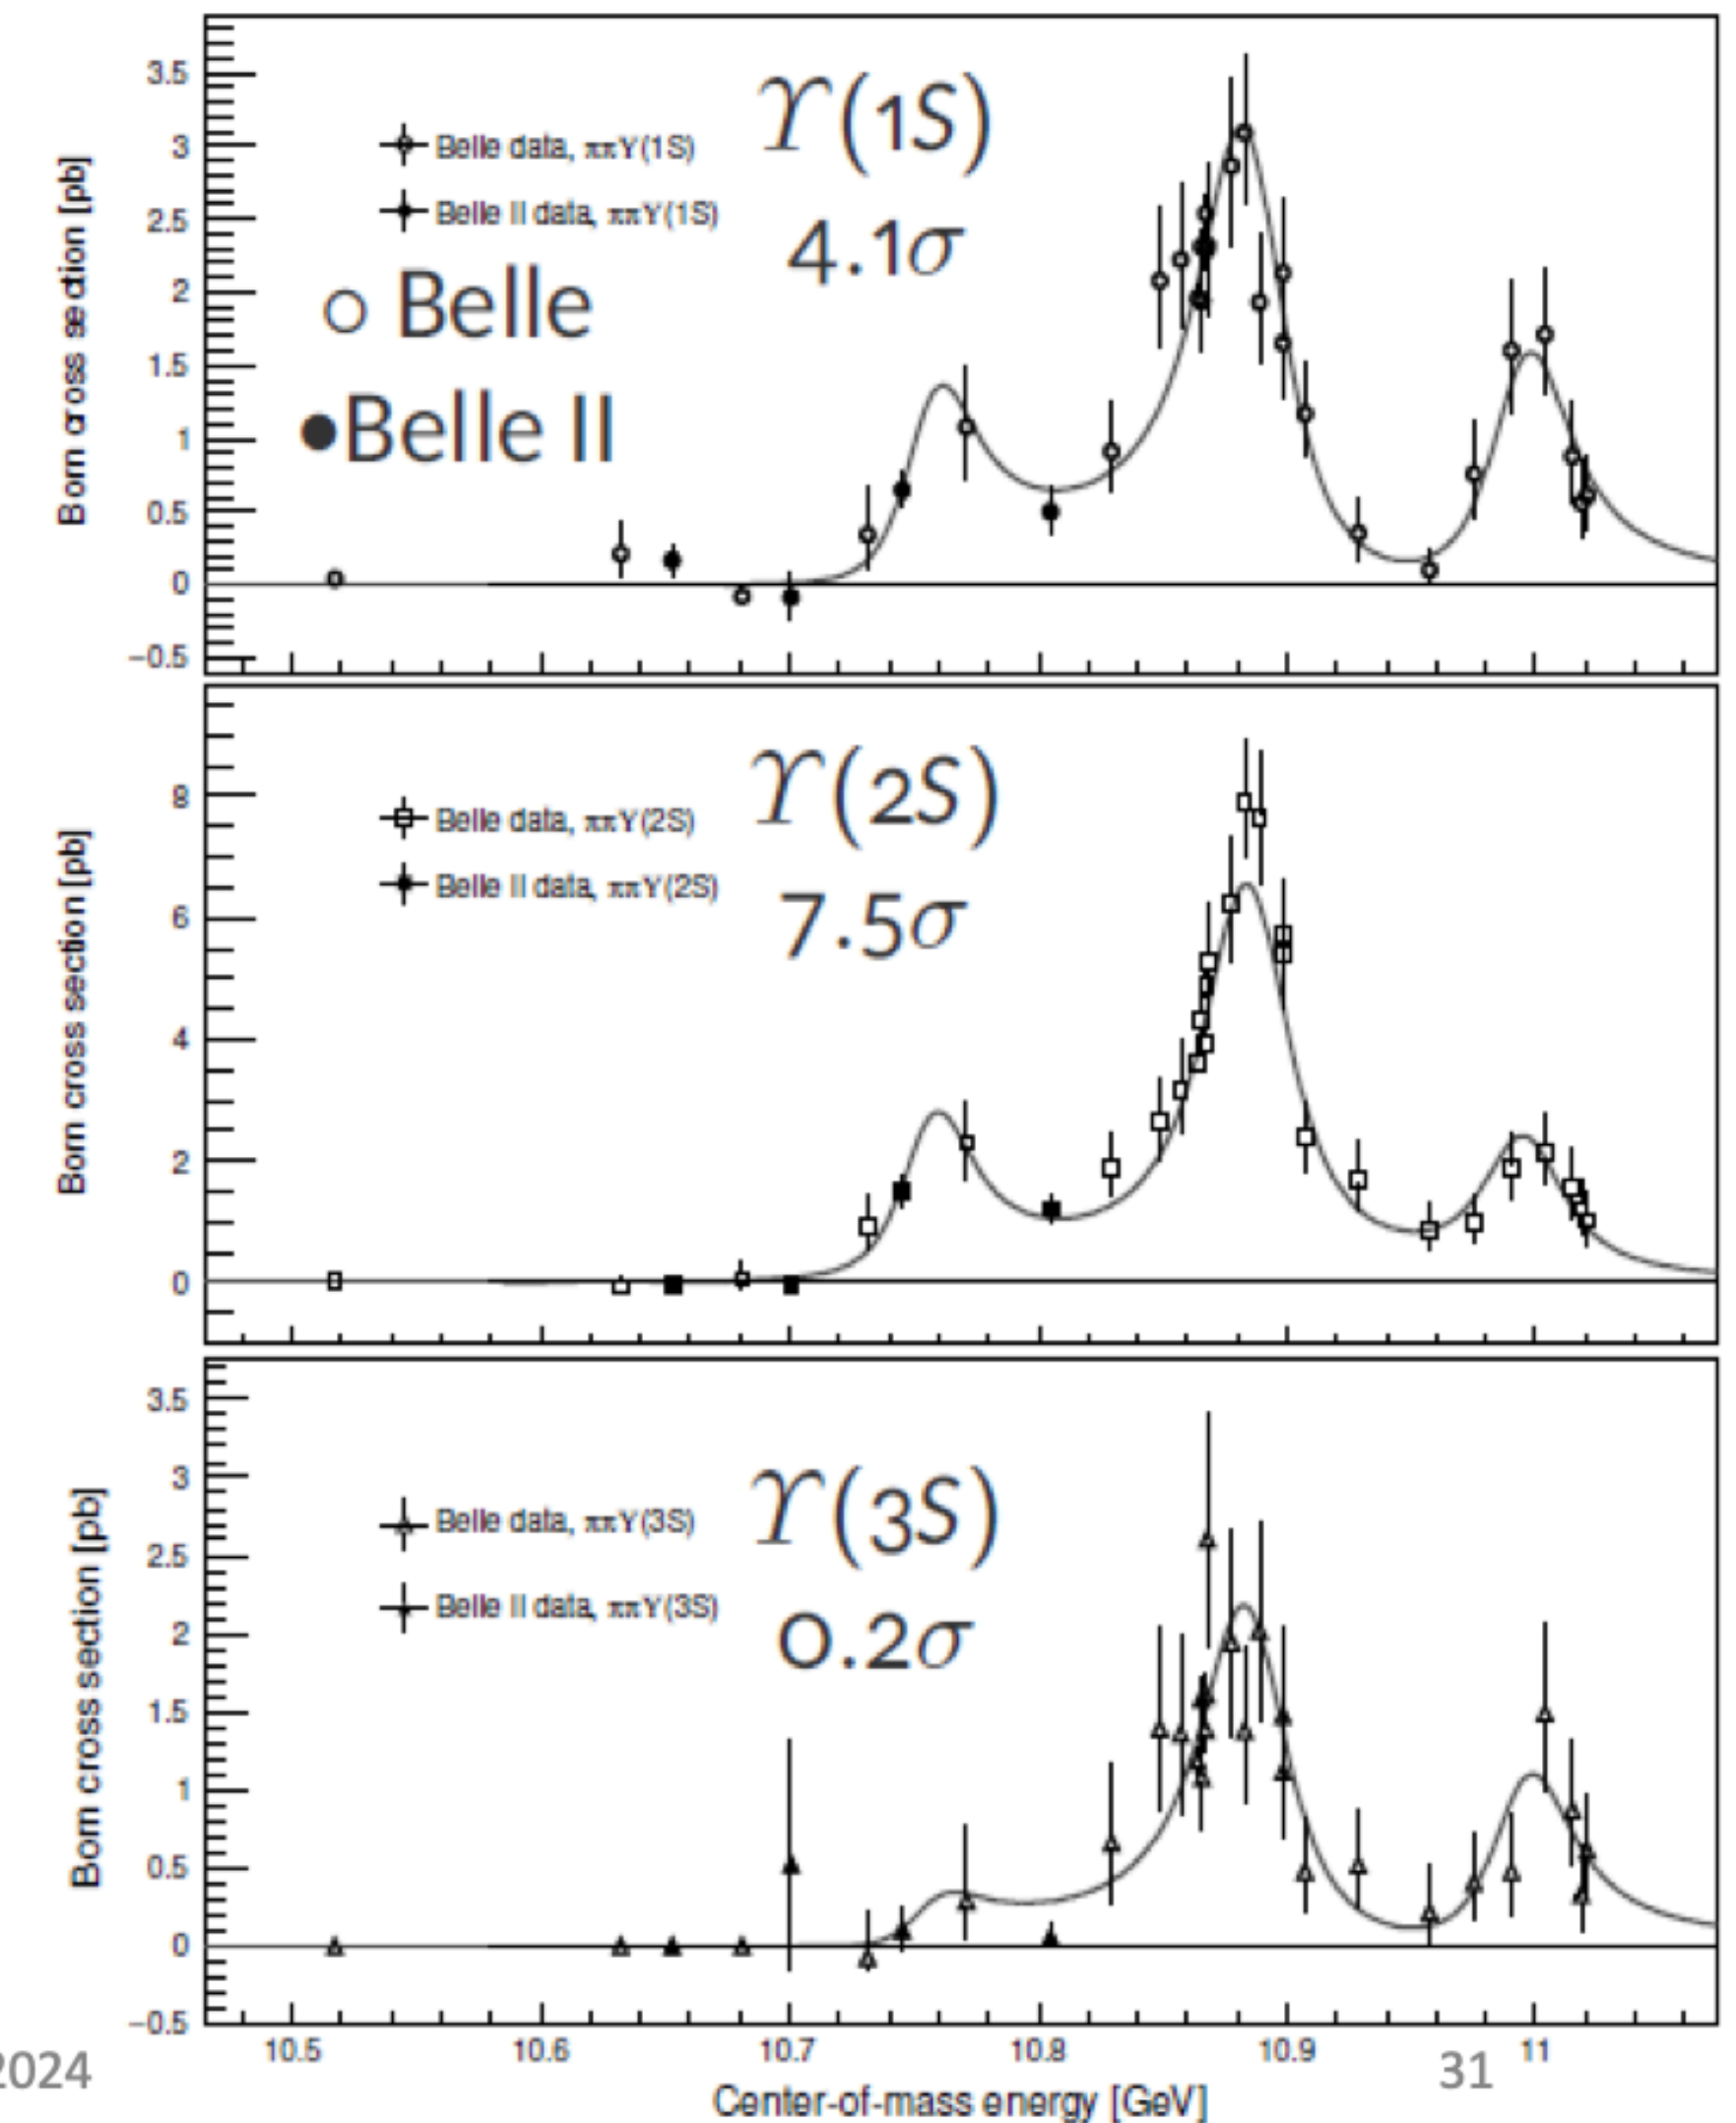 3.5
3
2.5
2
1.5
1
0.5
0
−0.5
Born cross section [pb]
Belle data, ππΥ(1S)
Belle II data, ππΥ(1S)
Υ(1S)
4.1σ
○ Belle
●Belle II
8
6
4
2
0
Born cross section [pb]
Belle data, ππΥ(2S)
Belle II data, ππΥ(2S)
Υ(2S)
7.5σ
3.5
3
2.5
2
1.5
1
0.5
0
−0.5
Born cross section [pb]
Belle data, ππΥ(3S)
Belle II data, ππΥ(3S)
Υ(3S)
0.2σ
10.5 10.6 10.7 10.8 10.9 11
Center-of-mass energy [GeV]
2024
31